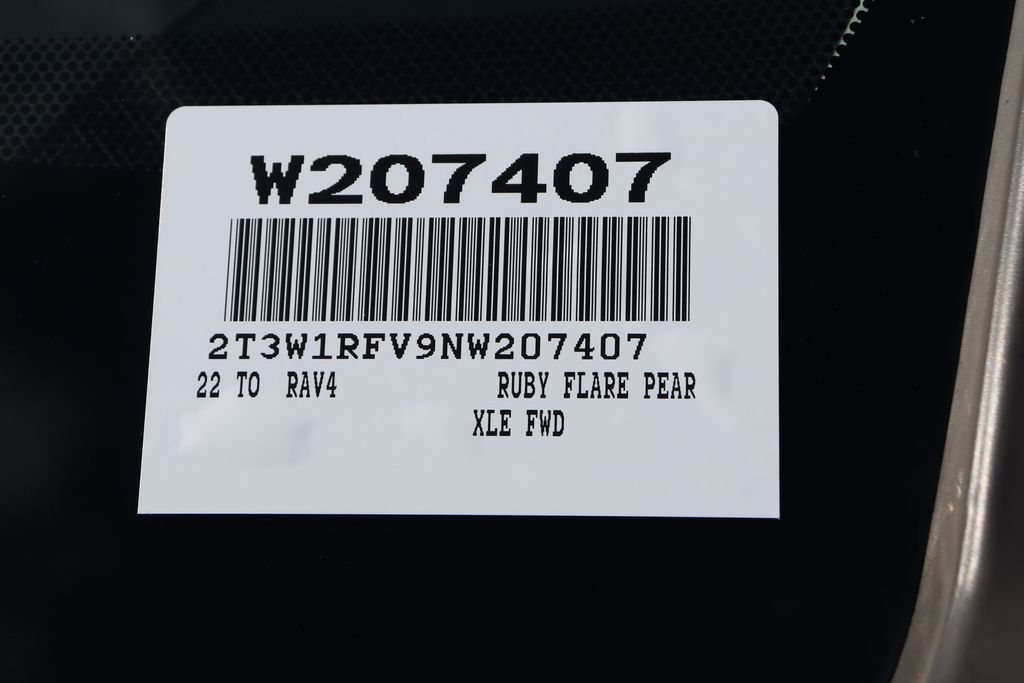 W207407
2T3W1RFV9NW207407
22 TO RAV4 RUBY FLARE PEAR
XLE FWD